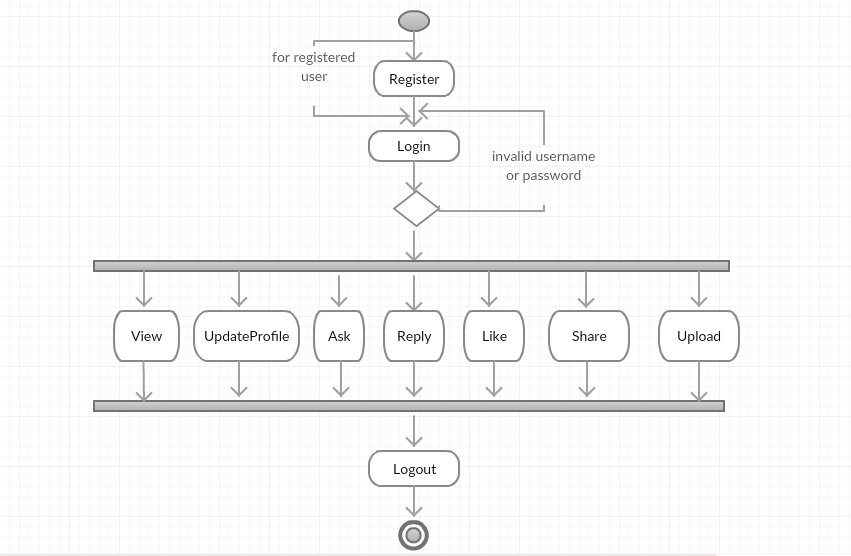 for registered
user
Register
Login
invalid username
or password
View
UpdateProfile
Ask
Reply
Like
Share
Upload
Logout